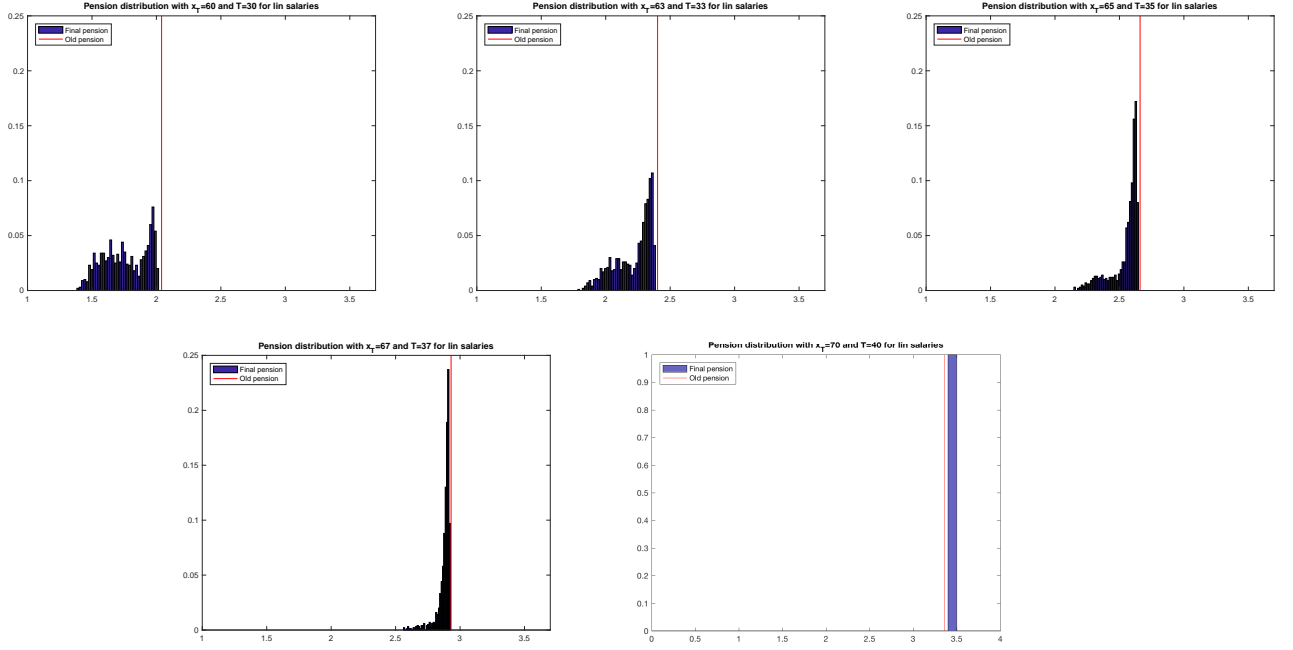 Pension distribution with x_T=60 and T=30 for lin salaries
0.25
Final pension
Old pension
0.2
0.15
0.1
0.05
0
1 1.5 2 2.5 3 3.5
Pension distribution with x_T=63 and T=33 for lin salaries
0.25
Final pension
Old pension
0.2
0.15
0.1
0.05
0
1 1.5 2 2.5 3 3.5
Pension distribution with x_T=65 and T=35 for lin salaries
0.25
Final pension
Old pension
0.2
0.15
0.1
0.05
0
1 1.5 2 2.5 3 3.5
Pension distribution with x_T=67 and T=37 for lin salaries
0.25
Final pension
Old pension
0.2
0.15
0.1
0.05
0
1 1.5 2 2.5 3 3.5
Pension distribution with x_T=70 and T=40 for lin salaries
1
Final pension
Old pension
0.9
0.8
0.7
0.6
0.5
0.4
0.3
0.2
0.1
0
0 0.5 1 1.5 2 2.5 3 3.5 4